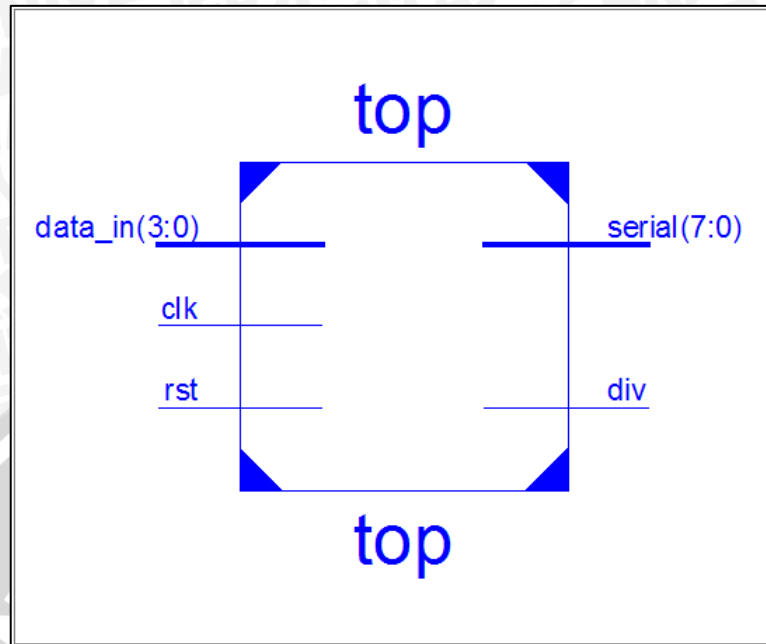 top
data_in(3:0)
serial(7:0)
clk
rst
div
top